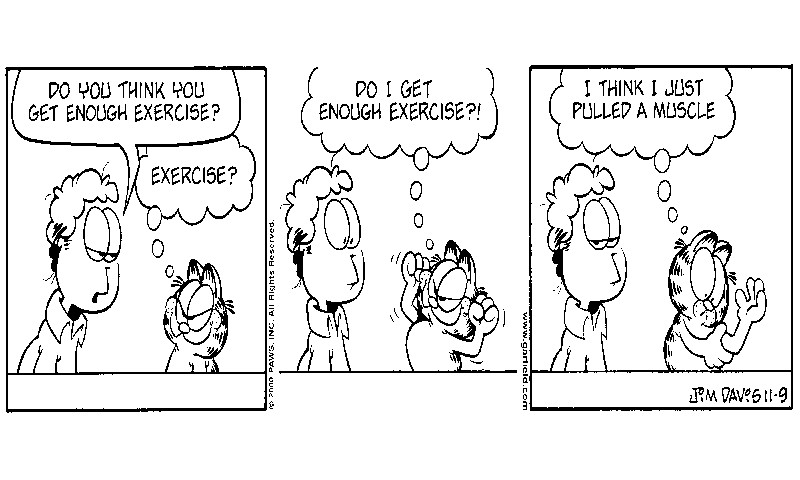 DO YOU THINK YOU
GET ENOUGH EXERCISE?
EXERCISE?
© 2000 PAWS, INC. All Rights Reserved.
DO I GET
ENOUGH EXERCISE?!
www.garfield.com
I THINK I JUST
PULLED A MUSCLE
JIM DAVIS 11-9